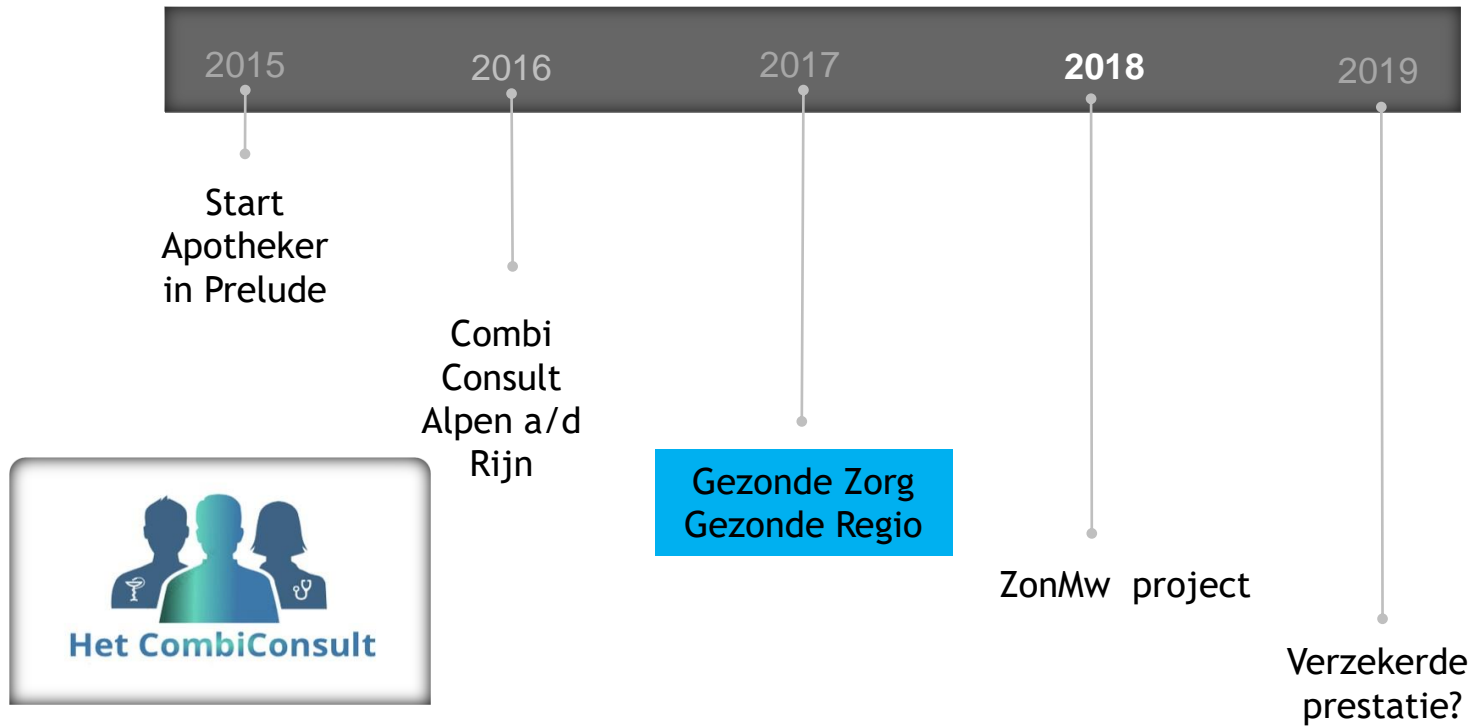 2015
2016
2017
2018
2019
Start
Apotheker
in Prelude
Combi
Consult
Alpen a/d
Rijn
Gezonde Zorg
Gezonde Regio
ZonMw project
Verzekerde
prestatie?
Het CombiConsult